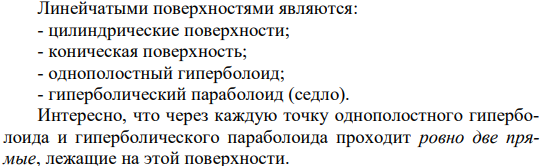 Линейчатыми поверхностями являются:
- цилиндрические поверхности;
- коническая поверхность;
- однополостный гиперболоид;
- гиперболический параболоид (седло).
Интересно, что через каждую точку однополостного гипербо-
лоида и гиперболического параболоида проходит ровно две пря-
мые, лежащие на этой поверхности.